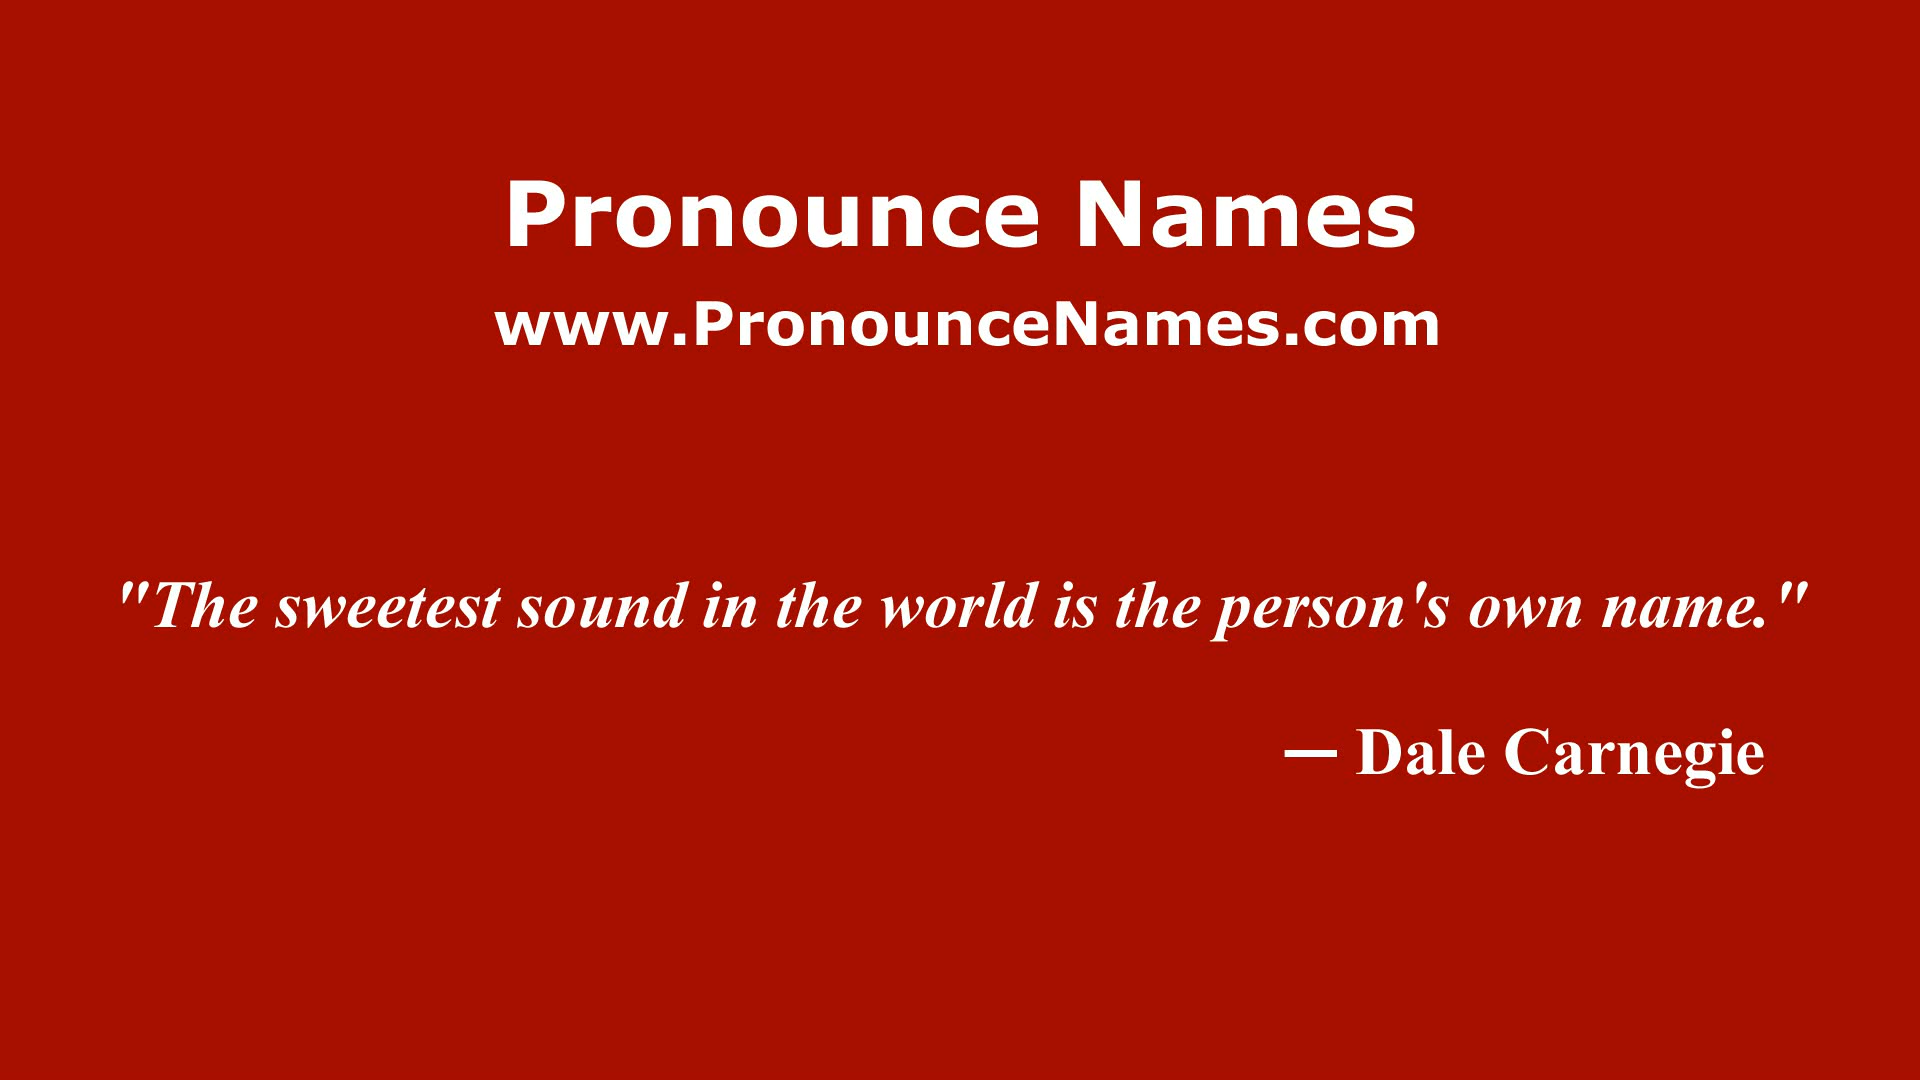 Pronounce Names
www.PronounceNames.com
"The sweetest sound in the world is the person's own name."
— Dale Carnegie